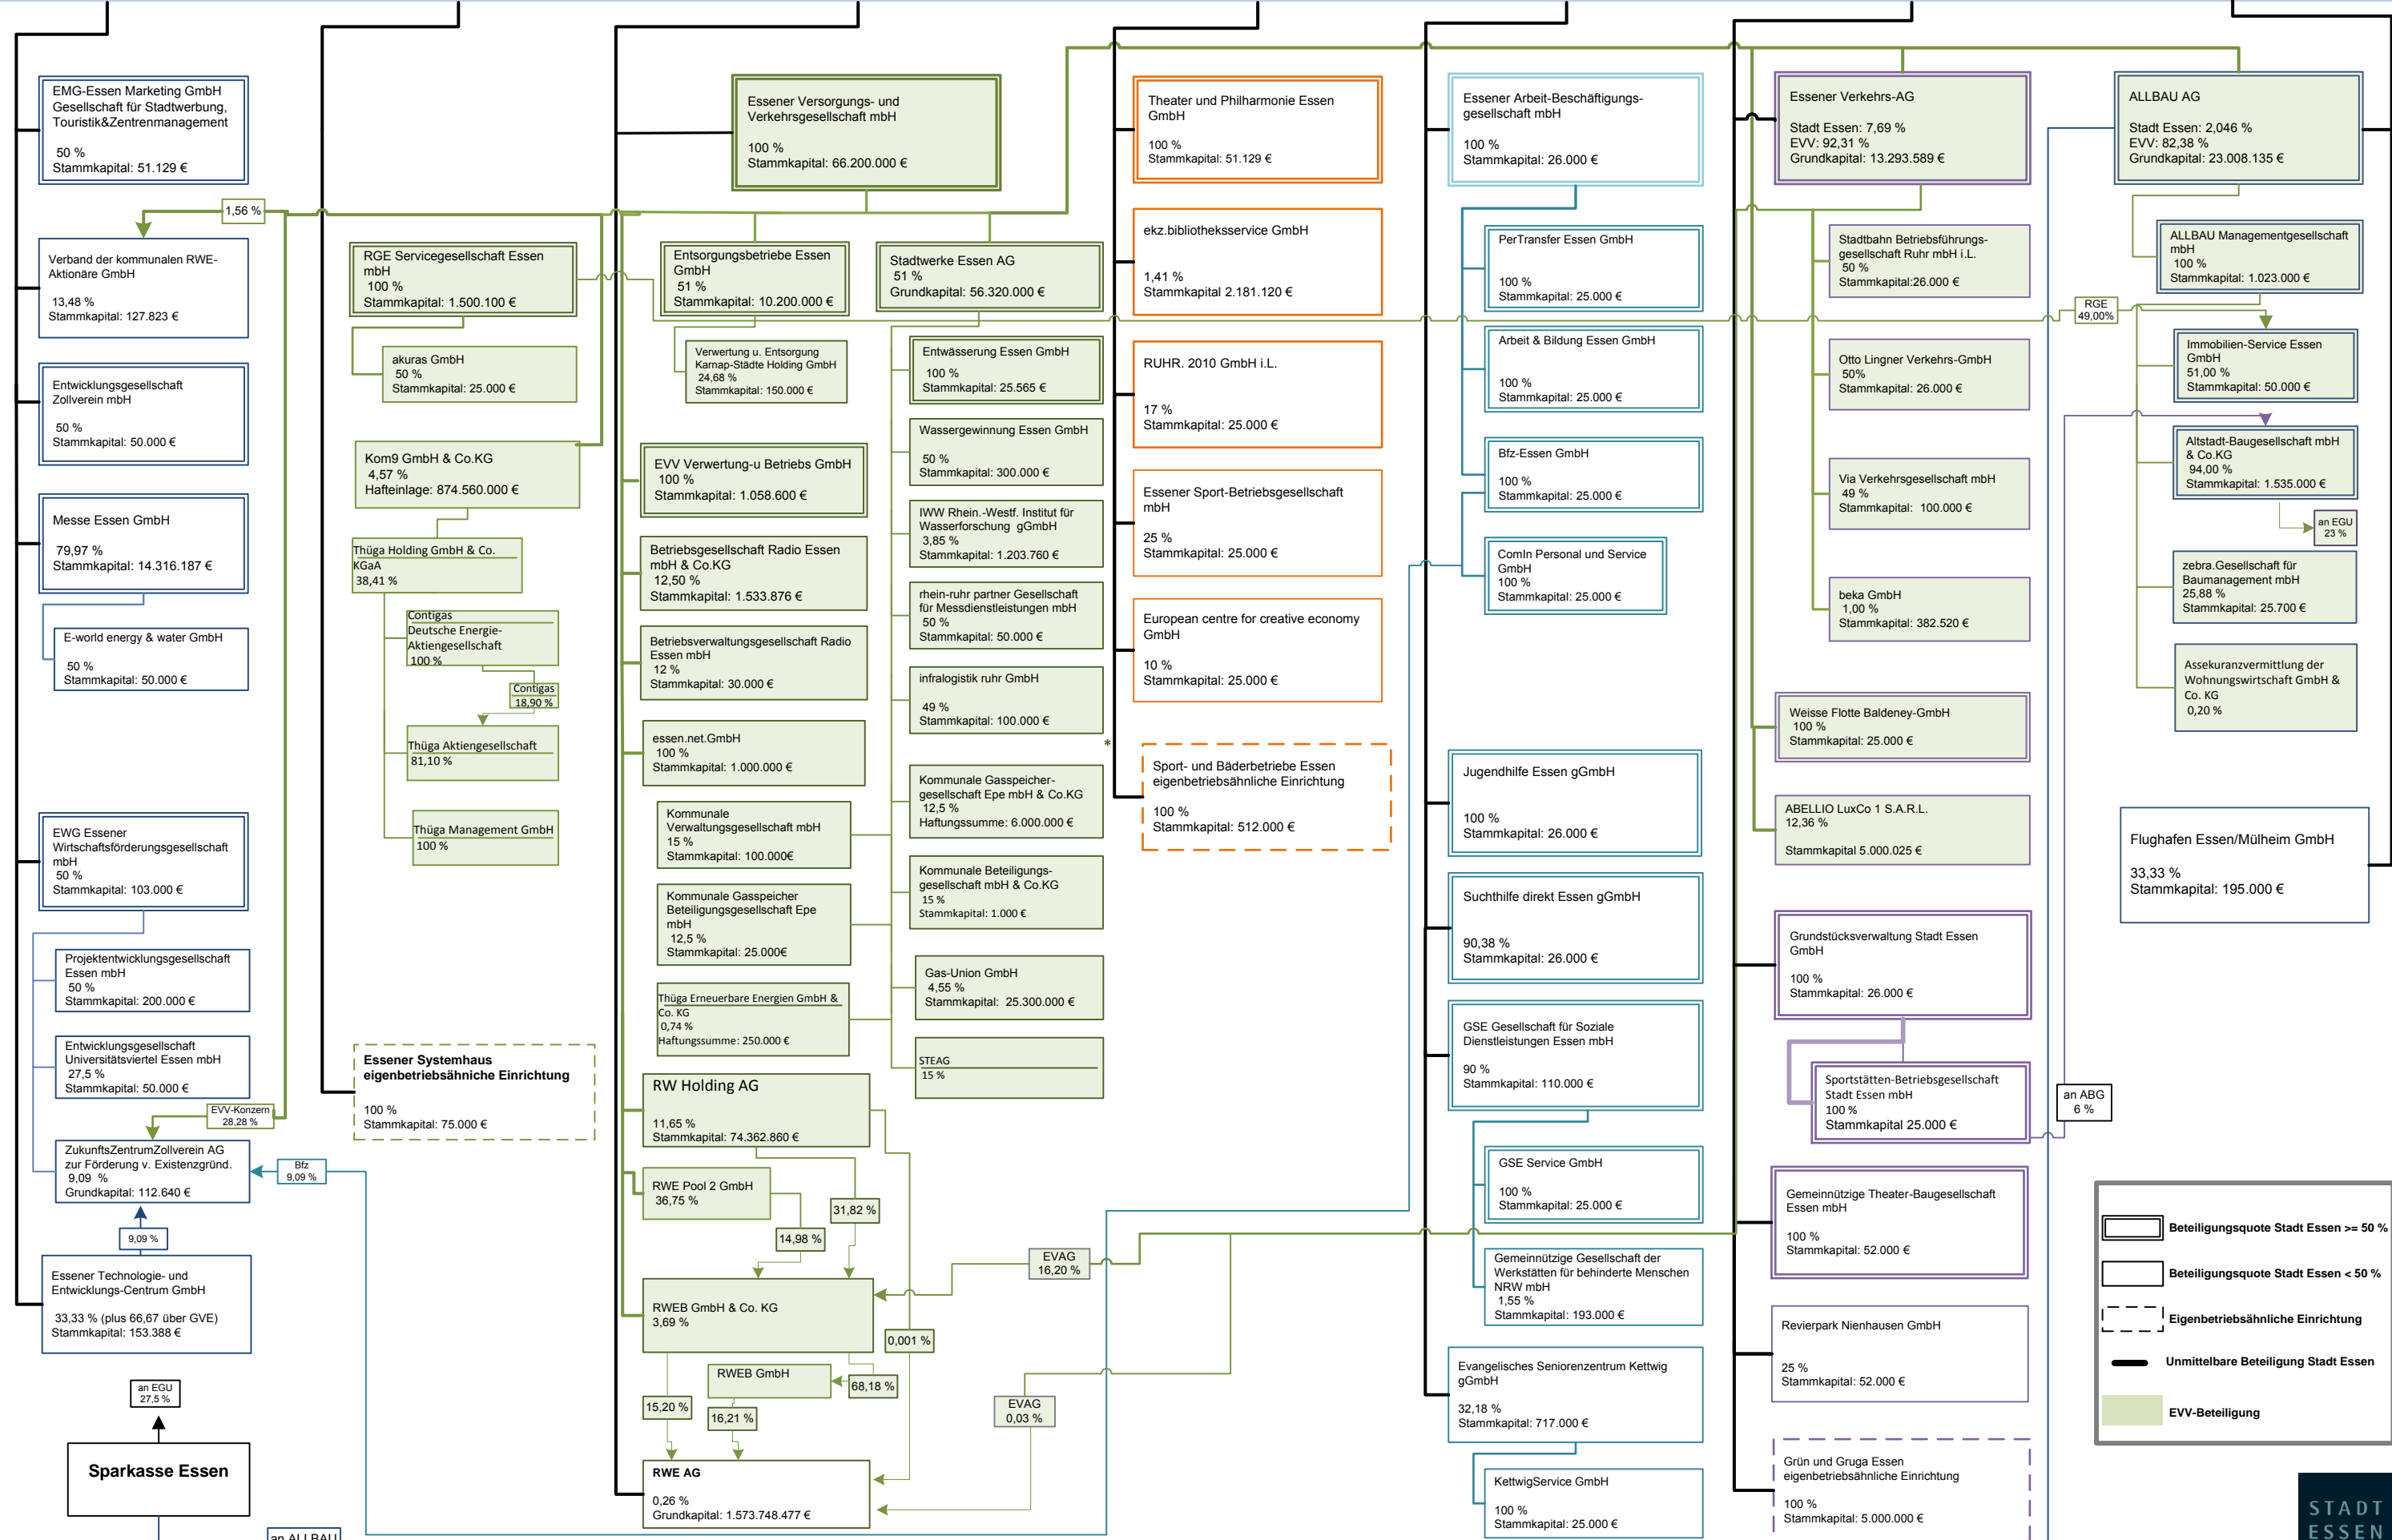 EMG-Essen Marketing GmbH
Gesellschaft für Stadtwerbung,
Touristik&Zentrenmanagement
50 %
Stammkapital: 51.129 €
1,56 %
Verband der kommunalen RWE-
Aktionäre GmbH
13,48 %
Stammkapital: 127.823 €
Entwicklungsgesellschaft
Zollverein mbH
50 %
Stammkapital: 50.000 €
Messe Essen GmbH
79,97 %
Stammkapital: 14.316.187 €
E-world energy & water GmbH
50 %
Stammkapital: 50.000 €
EWG Essener
Wirtschaftsförderungsgesellschaft
mbH
50 %
Stammkapital: 103.000 €
Projektentwicklungsgesellschaft
Essen mbH
50 %
Stammkapital: 200.000 €
Entwicklungsgesellschaft
Universitätsviertel Essen mbH
27,5 %
Stammkapital: 50.000 €
EVV-Konzern
28,28 %
ZukunftsZentrumZollverein AG
zur Förderung v. Existenzgründ.
9,09 %
Grundkapital: 112.640 €
Bfz
9,09 %
9,09 %
Essener Technologie- und
Entwicklungs-Centrum GmbH
33,33 % (plus 66,67 über GVE)
Stammkapital: 153.388 €
an EGU
27,5 %
Sparkasse Essen
an ALLBAU
RGE Servicegesellschaft Essen
mbH
100 %
Stammkapital: 1.500.100 €
akuras GmbH
50 %
Stammkapital: 25.000 €
Kom9 GmbH & Co.KG
4,57 %
Hafteinlage: 874.560.000 €
Thüga Holding GmbH & Co.
KGaA
38,41 %
Contigas
Deutsche Energie-
Aktiengesellschaft
100 %
Contigas
18,90 %
Thüga Aktiengesellschaft
81,10 %
Thüga Management GmbH
100 %
Essener Systemhaus
eigenbetriebsähniche Einrichtung
100 %
Stammkapital: 75.000 €
Essener Versorgungs- und
Verkehrsgesellschaft mbH
100 %
Stammkapital: 66.200.000 €
Entsorgungsbetriebe Essen
GmbH
51 %
Stammkapital: 10.200.000 €
Verwertung u. Entsorgung
Karnap-Städte Holding GmbH
24,68 %
Stammkapital: 150.000 €
EVV Verwertung-u Betriebs GmbH
100 %
Stammkapital: 1.058.600 €
Betriebsgesellschaft Radio Essen
mbH & Co.KG
12,50 %
Stammkapital: 1.533.876 €
Betriebsverwaltungsgesellschaft Radio
Essen mbH
12 %
Stammkapital: 30.000 €
essen.net.GmbH
100 %
Stammkapital: 1.000.000 €
Kommunale
Verwaltungsgesellschaft mbH
15 %
Stammkapital: 100.000€
Kommunale Gasspeicher
Beteiligungsgesellschaft Epe
mbH
12,5 %
Stammkapital: 25.000€
Thüga Erneuerbare Energien GmbH &
Co. KG
0,74 %
Haftungssumme: 250.000 €
RW Holding AG
11,65 %
Stammkapital: 74.362.860 €
RWE Pool 2 GmbH
36,75 %
31,82 %
14,98 %
RWEB GmbH & Co. KG
3,69 %
0,001 %
RWEB GmbH
68,18 %
15,20 %
16,21 %
RWE AG
0,26 %
Grundkapital: 1.573.748.477 €
Stadtwerke Essen AG
51 %
Grundkapital: 56.320.000 €
Entwässerung Essen GmbH
100 %
Stammkapital: 25.565 €
Wassergewinnung Essen GmbH
50 %
Stammkapital: 300.000 €
IWW Rhein.-Westf. Institut für
Wasserforschung gGmbH
3,85 %
Stammkapital: 1.203.760 €
rhein-ruhr partner Gesellschaft
für Messdienstleistungen mbH
50 %
Stammkapital: 50.000 €
infralogistik ruhr GmbH
49 %
Stammkapital: 100.000 €
*
Kommunale Gasspeicher-
gesellschaft Epe mbH & Co.KG
12,5 %
Haftungssumme: 6.000.000 €
Kommunale Beteiligungs-
gesellschaft mbH & Co.KG
15 %
Stammkapital: 1.000 €
Gas-Union GmbH
4,55 %
Stammkapital: 25.300.000 €
STEAG
15 %
EVAG
16,20 %
EVAG
0,03 %
Theater und Philharmonie Essen
GmbH
100 %
Stammkapital: 51.129 €
ekz.bibliotheksservice GmbH
1,41 %
Stammkapital 2.181.120 €
RUHR. 2010 GmbH i.L.
17 %
Stammkapital: 25.000 €
Essener Sport-Betriebsgesellschaft
mbH
25 %
Stammkapital: 25.000 €
European centre for creative economy
GmbH
10 %
Stammkapital: 25.000 €
Sport- und Bäderbetriebe Essen
eigenbetriebsähnliche Einrichtung
100 %
Stammkapital: 512.000 €
Essener Arbeit-Beschäftigungs-
gesellschaft mbH
100 %
Stammkapital: 26.000 €
PerTransfer Essen GmbH
100 %
Stammkapital: 25.000 €
Arbeit & Bildung Essen GmbH
100 %
Stammkapital: 25.000 €
Bfz-Essen GmbH
100 %
Stammkapital: 25.000 €
ComIn Personal und Service
GmbH
100 %
Stammkapital: 25.000 €
Jugendhilfe Essen gGmbH
100 %
Stammkapital: 26.000 €
Suchthilfe direkt Essen gGmbH
90,38 %
Stammkapital: 26.000 €
GSE Gesellschaft für Soziale
Dienstleistungen Essen mbH
90 %
Stammkapital: 110.000 €
GSE Service GmbH
100 %
Stammkapital: 25.000 €
Gemeinnützige Gesellschaft der
Werkstätten für behinderte Menschen
NRW mbH
1,55 %
Stammkapital: 193.000 €
Evangelisches Seniorenzentrum Kettwig
gGmbH
32,18 %
Stammkapital: 717.000 €
KettwigService GmbH
100 %
Stammkapital: 25.000 €
Essener Verkehrs-AG
Stadt Essen: 7,69 %
EVV: 92,31 %
Grundkapital: 13.293.589 €
Stadtbahn Betriebsführungs-
gesellschaft Ruhr mbH i.L.
50 %
Stammkapital:26.000 €
Otto Lingner Verkehrs-GmbH
50%
Stammkapital: 26.000 €
Via Verkehrsgesellschaft mbH
49 %
Stammkapital: 100.000 €
beka GmbH
1,00 %
Stammkapital: 382.520 €
Weisse Flotte Baldeney-GmbH
100 %
Stammkapital: 25.000 €
ABELLIO LuxCo 1 S.A.R.L.
12,36 %
Stammkapital 5.000.025 €
Grundstücksverwaltung Stadt Essen
GmbH
100 %
Stammkapital: 26.000 €
Sportstätten-Betriebsgesellschaft
Stadt Essen mbH
100 %
Stammkapital 25.000 €
an ABG
6 %
Gemeinnützige Theater-Baugesellschaft
Essen mbH
100 %
Stammkapital: 52.000 €
Revierpark Nienhausen GmbH
25 %
Stammkapital: 52.000 €
Grün und Gruga Essen
eigenbetriebsähnliche Einrichtung
100 %
Stammkapital: 5.000.000 €
ALLBAU AG
Stadt Essen: 2,046 %
EVV: 82,38 %
Grundkapital: 23.008.135 €
ALLBAU Managementgesellschaft
mbH
100 %
Stammkapital: 1.023.000 €
RGE
49,00%
Immobilien-Service Essen
GmbH
51,00 %
Stammkapital: 50.000 €
Altstadt-Baugesellschaft mbH
& Co.KG
94,00 %
Stammkapital: 1.535.000 €
an EGU
23 %
zebra.Gesellschaft für
Baumanagement mbH
25,88 %
Stammkapital: 25.700 €
Assekuranzvermittlung der
Wohnungswirtschaft GmbH &
Co. KG
0,20 %
Flughafen Essen/Mülheim GmbH
33,33 %
Stammkapital: 195.000 €
Beteiligungsquote Stadt Essen >= 50 %
Beteiligungsquote Stadt Essen < 50 %
Eigenbetriebsähnliche Einrichtung
Unmittelbare Beteiligung Stadt Essen
EVV-Beteiligung
STADT
ESSEN